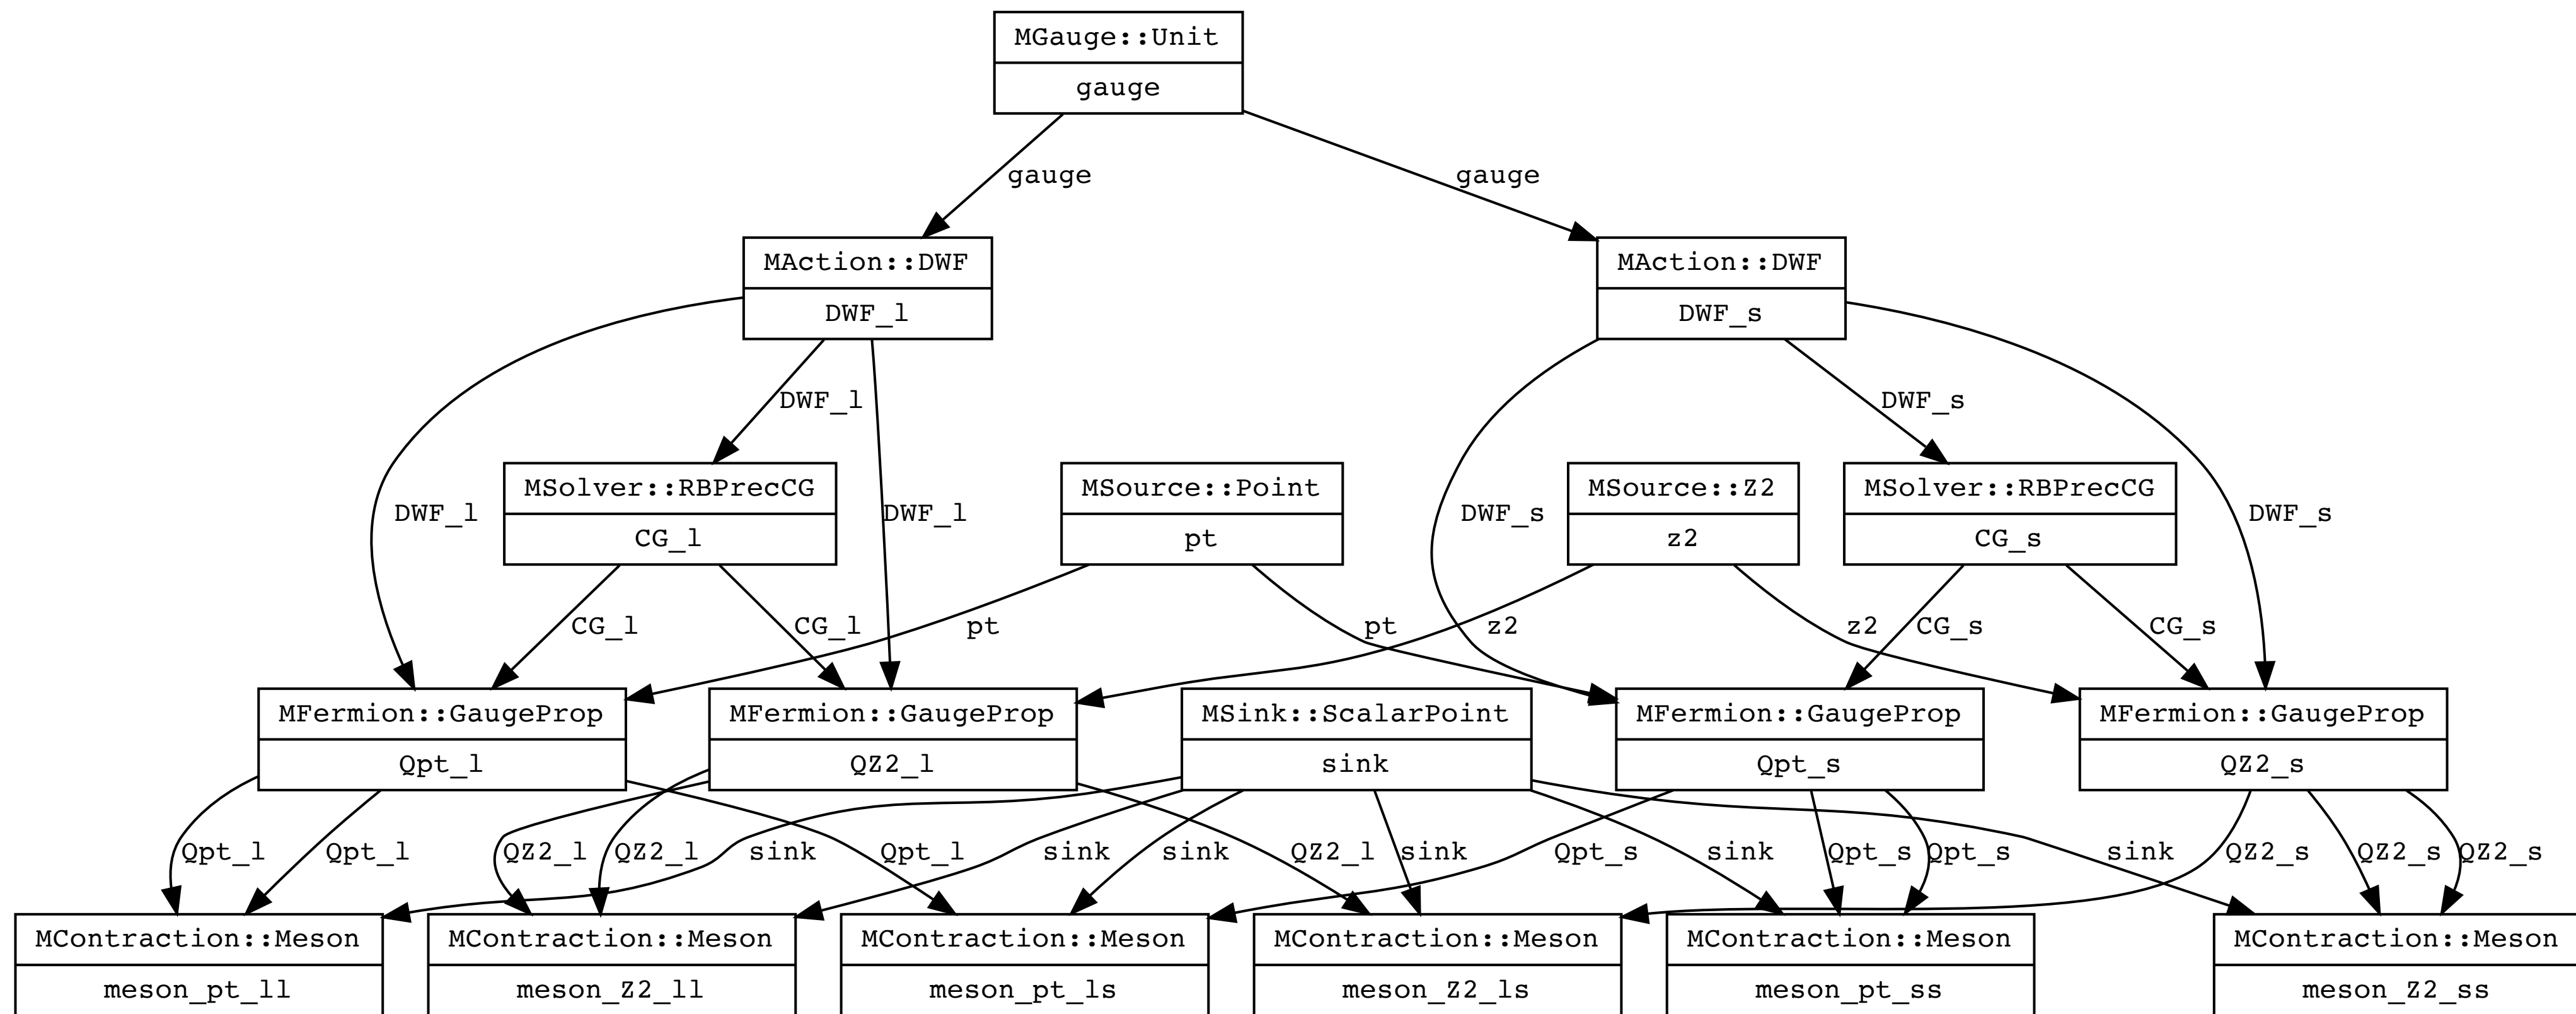 MGauge::Unit
gauge
gauge
gauge
MAction::DWF
DWF_l
MAction::DWF
DWF_s
DWF_l
DWF_s
MSolver::RBPrecCG
CG_l
MSource::Point
pt
MSource::Z2
z2
MSolver::RBPrecCG
CG_s
DWF_l
DWF_l
DWF_s
DWF_s
CG_l
CG_l
pt
pt
z2
z2
CG_s
CG_s
MFermion::GaugeProp
Qpt_l
MFermion::GaugeProp
QZ2_l
MSink::ScalarPoint
sink
MFermion::GaugeProp
Qpt_s
MFermion::GaugeProp
QZ2_s
Qpt_l
Qpt_l
QZ2_l
QZ2_l
sink
Qpt_l
sink
sink
QZ2_l
sink
Qpt_s
sink
Qpt_s
Qpt_s
sink
QZ2_s
QZ2_s
QZ2_s
MContraction::Meson
meson_pt_ll
MContraction::Meson
meson_Z2_ll
MContraction::Meson
meson_pt_ls
MContraction::Meson
meson_Z2_ls
MContraction::Meson
meson_pt_ss
MContraction::Meson
meson_Z2_ss